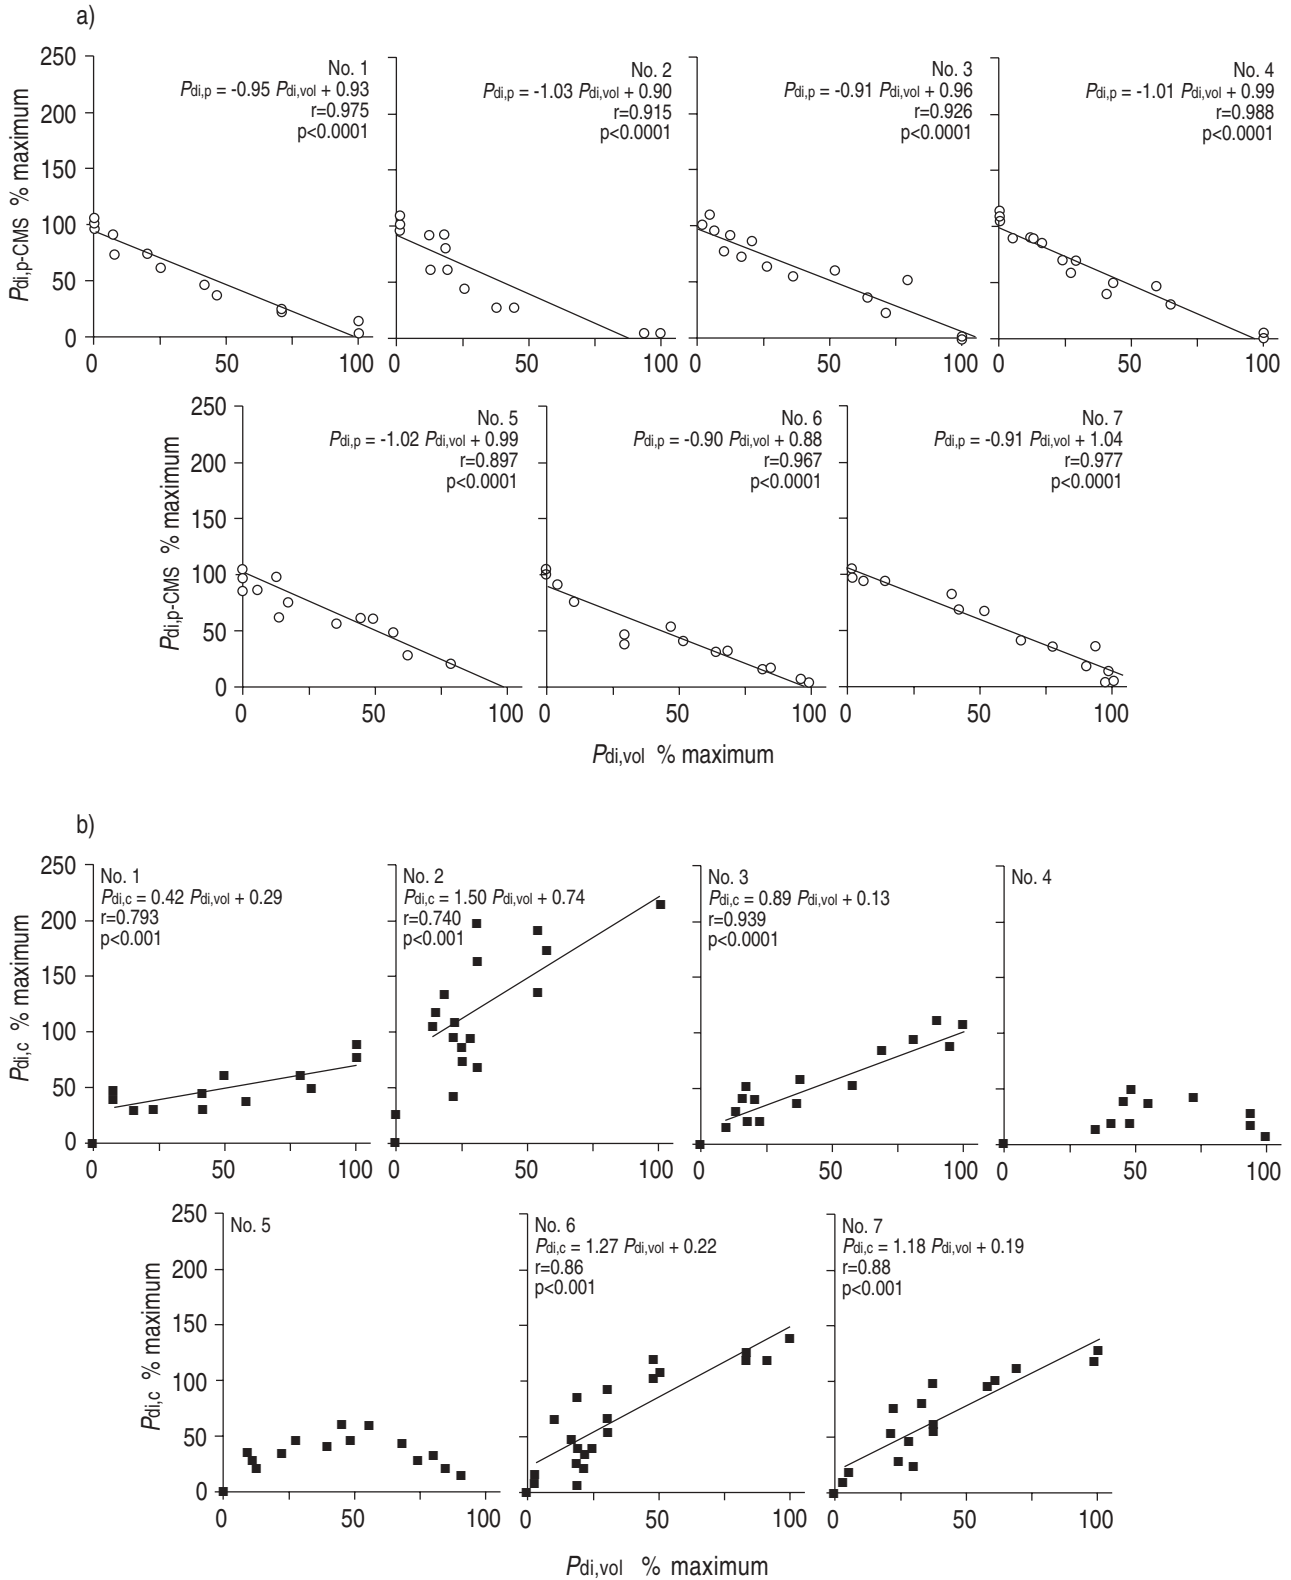 a)
No. 1
Pdi,p = -0.95 Pdi,vol + 0.93
r=0.975
p<0.0001
No. 2
Pdi,p = -1.03 Pdi,vol + 0.90
r=0.915
p<0.0001
No. 3
Pdi,p = -0.91 Pdi,vol + 0.96
r=0.926
p<0.0001
No. 4
Pdi,p = -1.01 Pdi,vol + 0.99
r=0.988
p<0.0001
Pdi,p-CMS % maximum
250
200
150
100
50
0
0 50 100
0 50 100
0 50 100
0 50 100
No. 5
Pdi,p = -1.02 Pdi,vol + 0.99
r=0.897
p<0.0001
No. 6
Pdi,p = -0.90 Pdi,vol + 0.88
r=0.967
p<0.0001
No. 7
Pdi,p = -0.91 Pdi,vol + 1.04
r=0.977
p<0.0001
Pdi,p-CMS % maximum
250
200
150
100
50
0
0 50 100
0 50 100
0 50 100
Pdi,vol % maximum
b)
No. 1
Pdi,c = 0.42 Pdi,vol + 0.29
r=0.793
p<0.001
No. 2
Pdi,c = 1.50 Pdi,vol + 0.74
r=0.740
p<0.001
No. 3
Pdi,c = 0.89 Pdi,vol + 0.13
r=0.939
p<0.0001
No. 4
Pdi,c % maximum
250
200
150
100
50
0
0 50 100
0 50 100
0 50 100
0 50 100
No. 5
No. 6
Pdi,c = 1.27 Pdi,vol + 0.22
r=0.86
p<0.001
No. 7
Pdi,c = 1.18 Pdi,vol + 0.19
r=0.88
p<0.001
Pdi,c % maximum
250
200
150
100
50
0
0 50 100
0 50 100
0 50 100
Pdi,vol % maximum